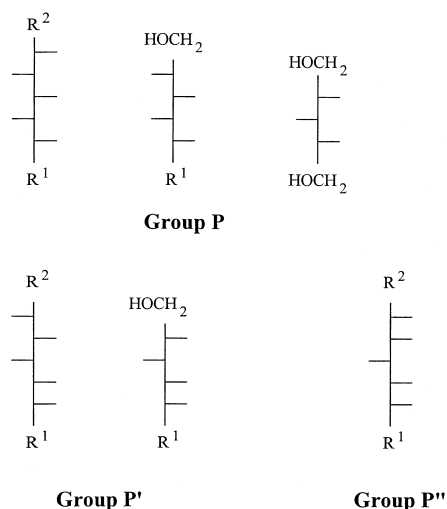 R² HOCH₂ HOCH₂
R¹ R¹ HOCH₂
Group P
R² HOCH₂ R²
R¹ R¹ R¹
Group P' Group P"